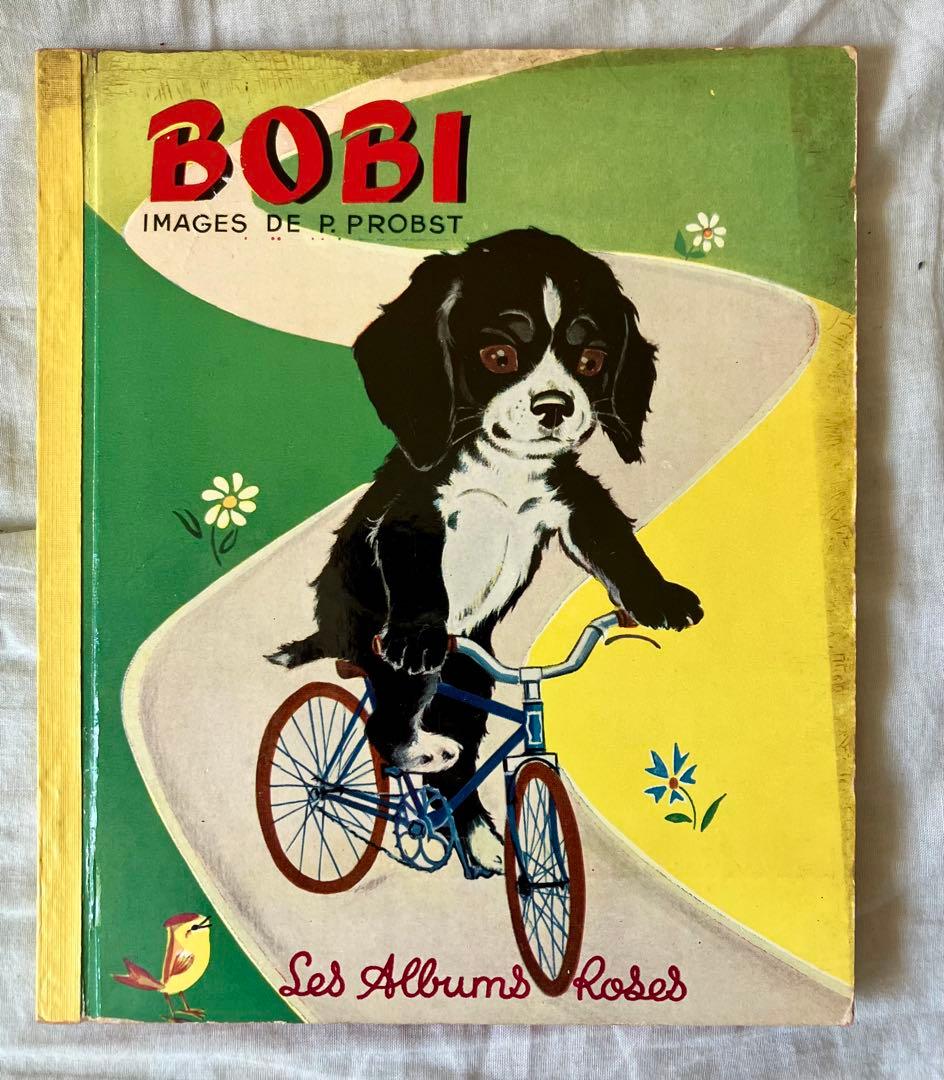 BOBI
IMAGES DE P. PROBST
Les Albums Roses